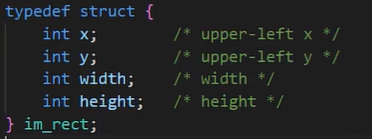 typedef struct {
    int x;        /* upper-left x */
    int y;        /* upper-left y */
    int width;    /* width */
    int height;   /* height */
} im_rect;